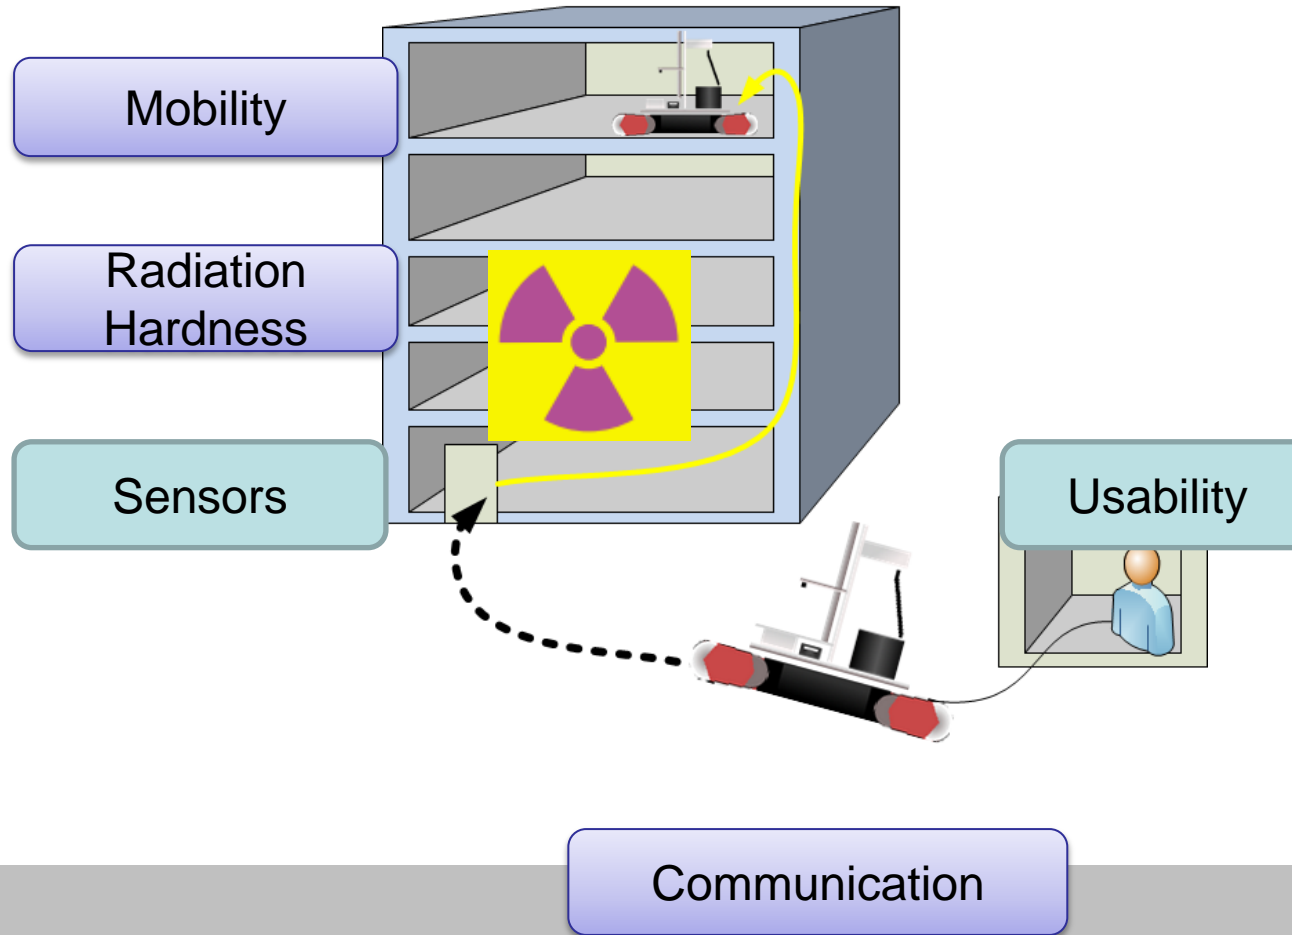 Mobility
Radiation
Hardness
Sensors
Usability
Communication